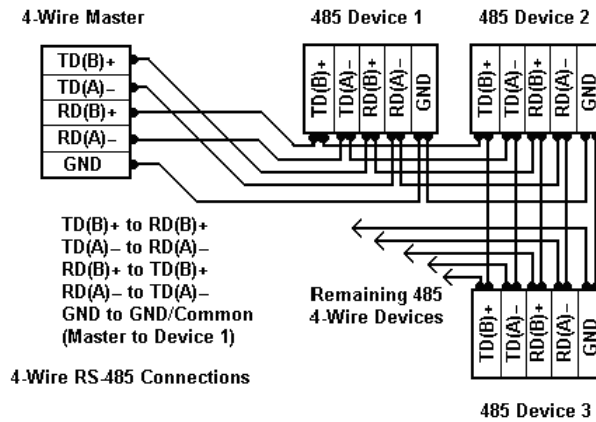 4-Wire Master
485 Device 1
485 Device 2
TD(B)+
TD(A)–
RD(B)+
RD(A)–
GND
TD(B)+
TD(A)–
RD(B)+
RD(A)–
GND
TD(B)+
TD(A)–
RD(B)+
RD(A)–
GND
TD(B)+ to RD(B)+
TD(A)– to RD(A)–
RD(B)+ to TD(B)+
RD(A)– to TD(A)–
GND to GND/Common
(Master to Device 1)
Remaining 485
4-Wire Devices
TD(B)+
TD(A)–
RD(B)+
RD(A)–
GND
4-Wire RS-485 Connections
485 Device 3